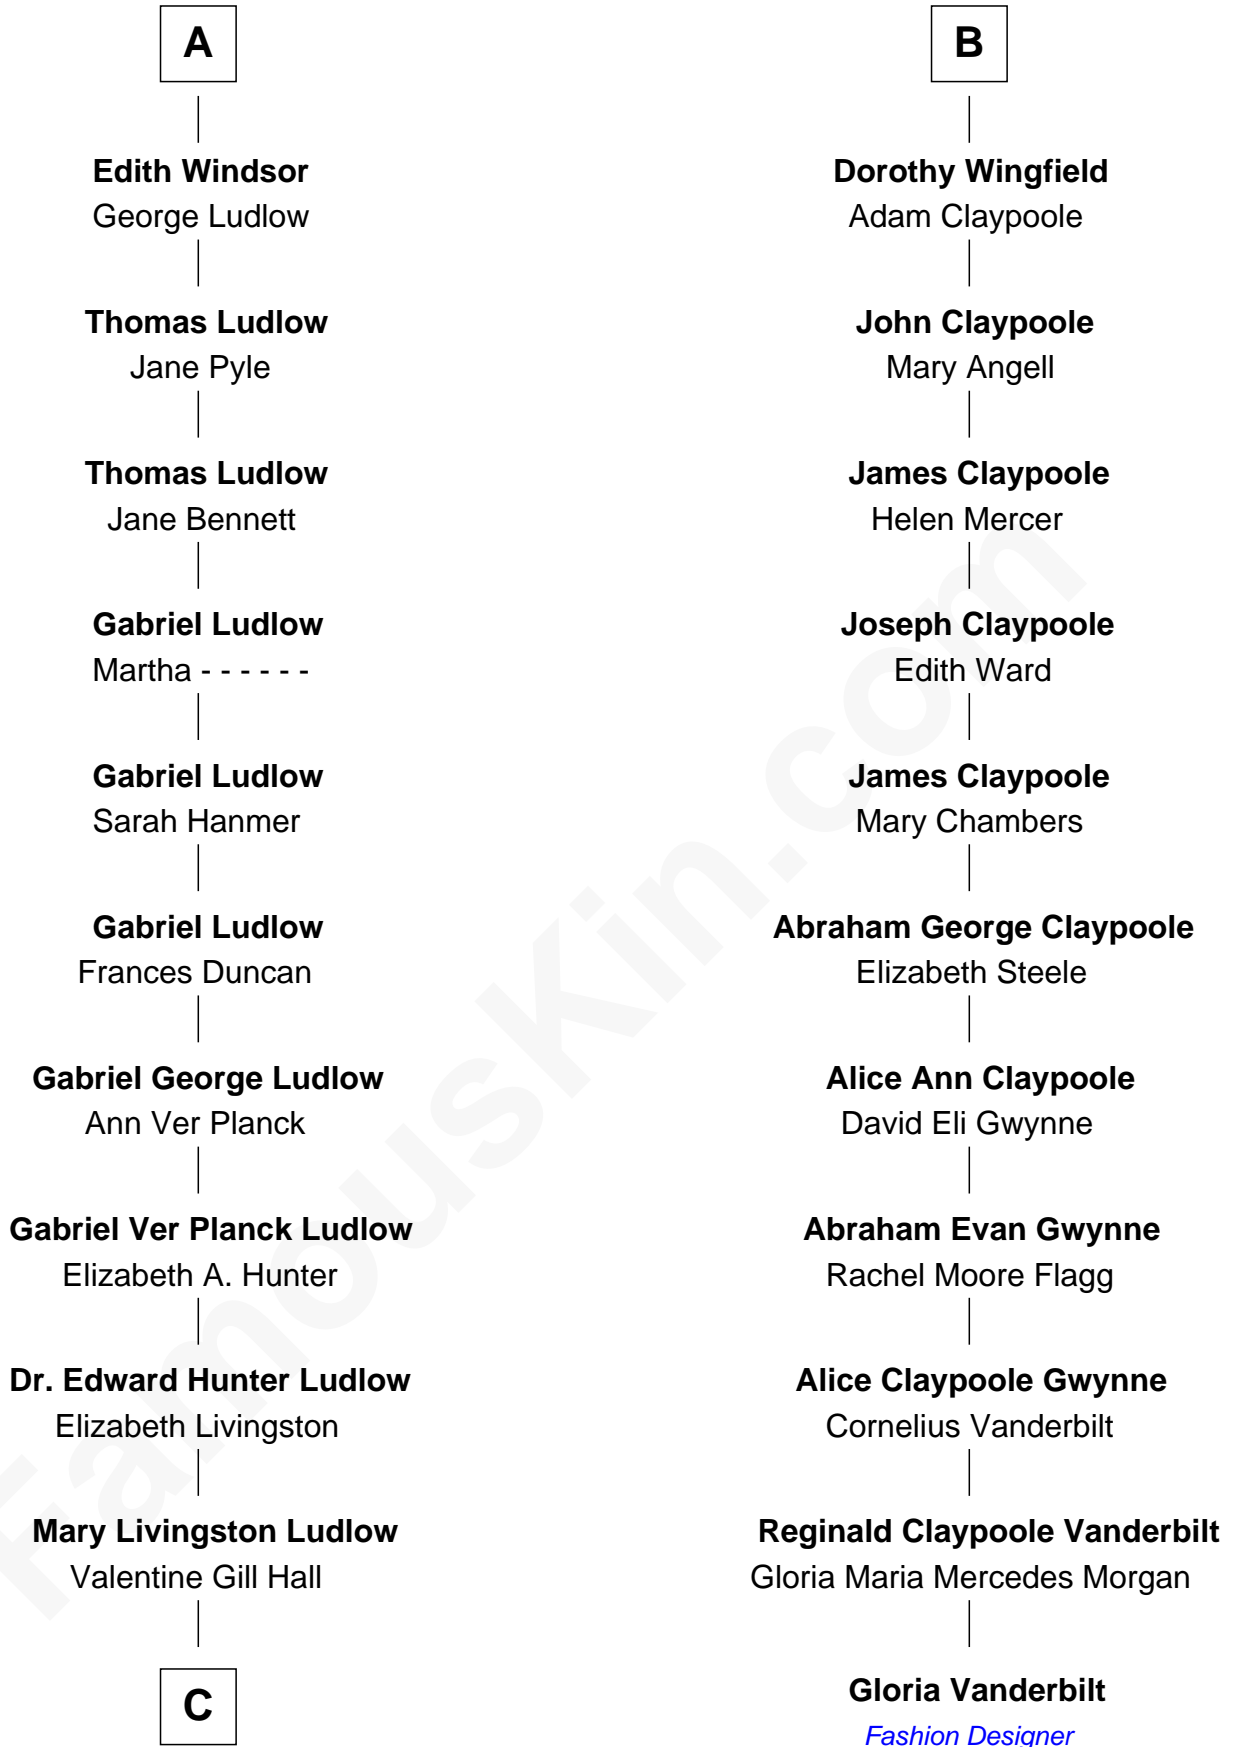 A
Edith Windsor
George Ludlow
Thomas Ludlow
Jane Pyle
Thomas Ludlow
Jane Bennett
Gabriel Ludlow
Martha - - - - - -
Gabriel Ludlow
Sarah Hanmer
Gabriel Ludlow
Frances Duncan
Gabriel George Ludlow
Ann Ver Planck
Gabriel Ver Planck Ludlow
Elizabeth A. Hunter
Dr. Edward Hunter Ludlow
Elizabeth Livingston
Mary Livingston Ludlow
Valentine Gill Hall
C
B
Dorothy Wingfield
Adam Claypoole
John Claypoole
Mary Angell
James Claypoole
Helen Mercer
Joseph Claypoole
Edith Ward
James Claypoole
Mary Chambers
Abraham George Claypoole
Elizabeth Steele
Alice Ann Claypoole
David Eli Gwynne
Abraham Evan Gwynne
Rachel Moore Flagg
Alice Claypoole Gwynne
Cornelius Vanderbilt
Reginald Claypoole Vanderbilt
Gloria Maria Mercedes Morgan
Gloria Vanderbilt
Fashion Designer
FamousKin.com